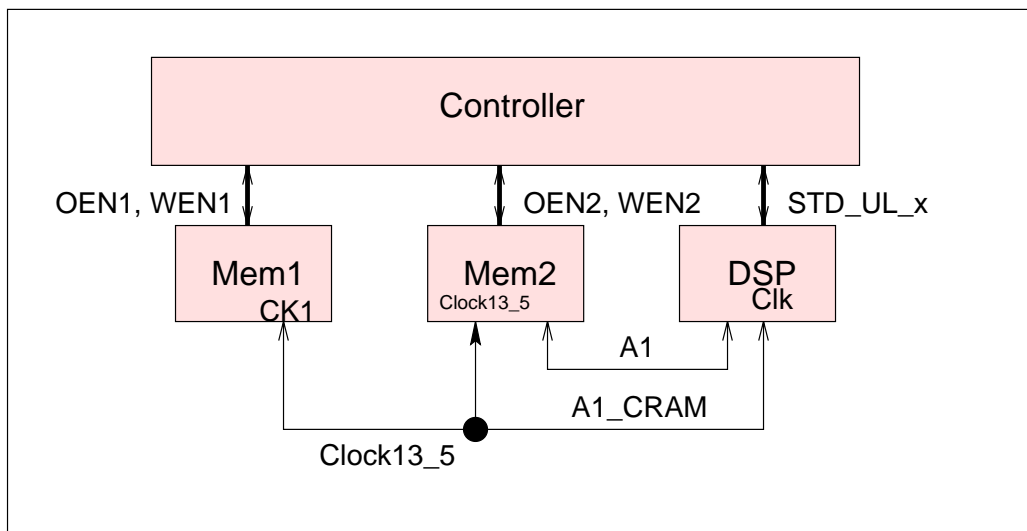 Controller
OEN1, WEN1
OEN2, WEN2
STD_UL_x
Mem1
CK1
Mem2
Clock13_5
DSP
Clk
A1
A1_CRAM
Clock13_5